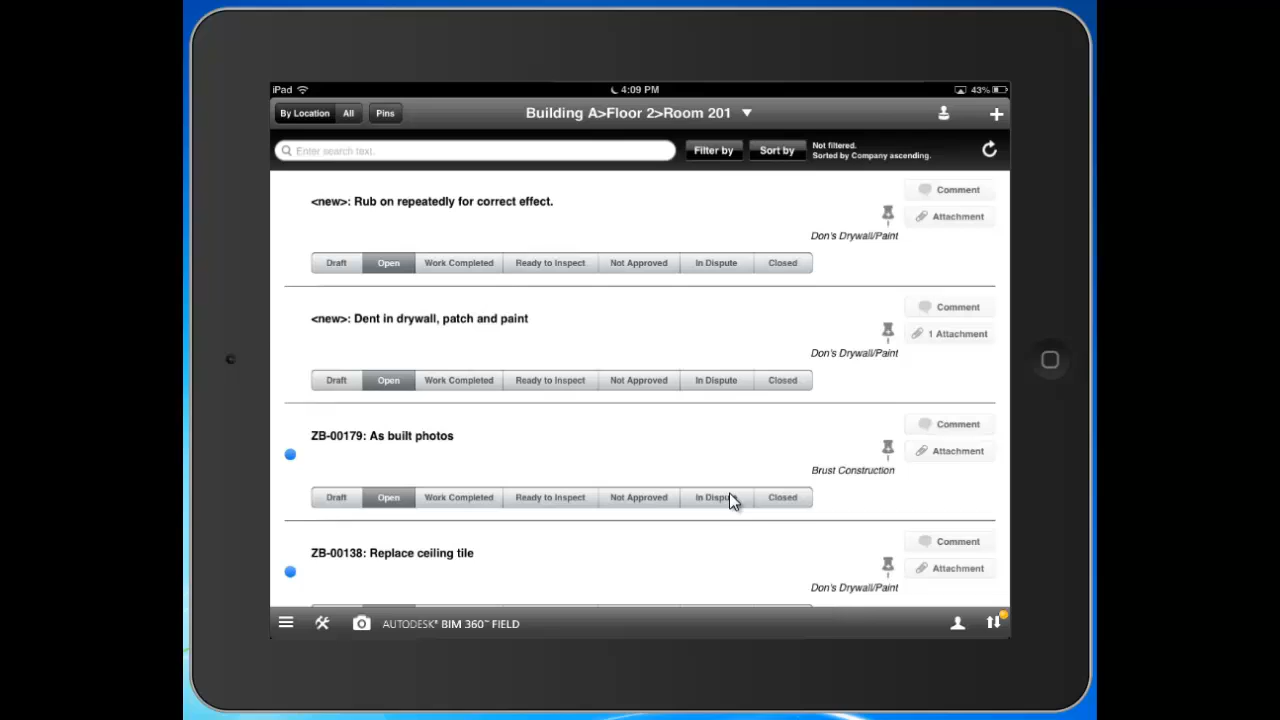 iPad 4:09 PM 43%
By Location All Pins Building A>Floor 2>Room 201
Enter search text. Filter by Sort by Not filtered.
Sorted by Company ascending.
<new>: Rub on repeatedly for correct effect. Comment
Attachment
Don's Drywall/Paint
Draft Open Work Completed Ready to Inspect Not Approved In Dispute Closed
<new>: Dent in drywall, patch and paint Comment
1 Attachment
Don's Drywall/Paint
Draft Open Work Completed Ready to Inspect Not Approved In Dispute Closed
ZB-00179: As built photos Comment
Attachment
Brust Construction
Draft Open Work Completed Ready to Inspect Not Approved In Dispute Closed
ZB-00138: Replace ceiling tile Comment
Attachment
Don's Drywall/Paint
AUTODESK® BIM 360™ FIELD